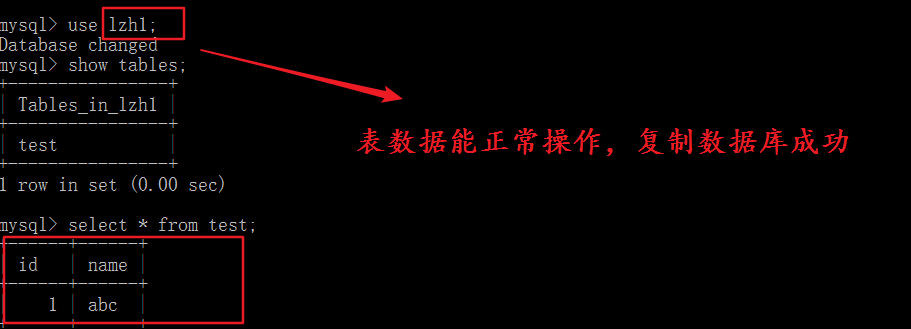 mysql> use lzh1;
Database changed
mysql> show tables;
+----------------+
| Tables_in_lzh1 |
+----------------+
| test           |
+----------------+
1 row in set (0.00 sec)
表数据能正常操作，复制数据库成功
mysql> select * from test;
+------+------+
| id   | name |
+------+------+
|    1 | abc  |